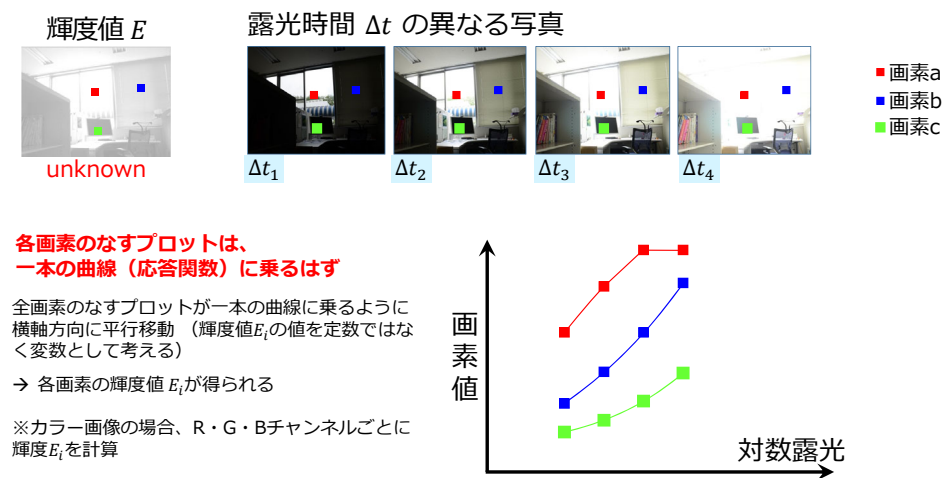 輝度値 E
露光時間 Δt の異なる写真
画素a
画素b
画素c
unknown
Δt₁
Δt₂
Δt₃
Δt₄
各画素のなすプロットは、
一本の曲線（応答関数）に乗るはず
全画素のなすプロットが一本の曲線に乗るように
横軸方向に平行移動 （輝度値Eᵢの値を定数ではな
く変数として考える）
→ 各画素の輝度値 Eᵢが得られる
※カラー画像の場合、R・G・Bチャンネルごとに
輝度Eᵢを計算
画素値
対数露光